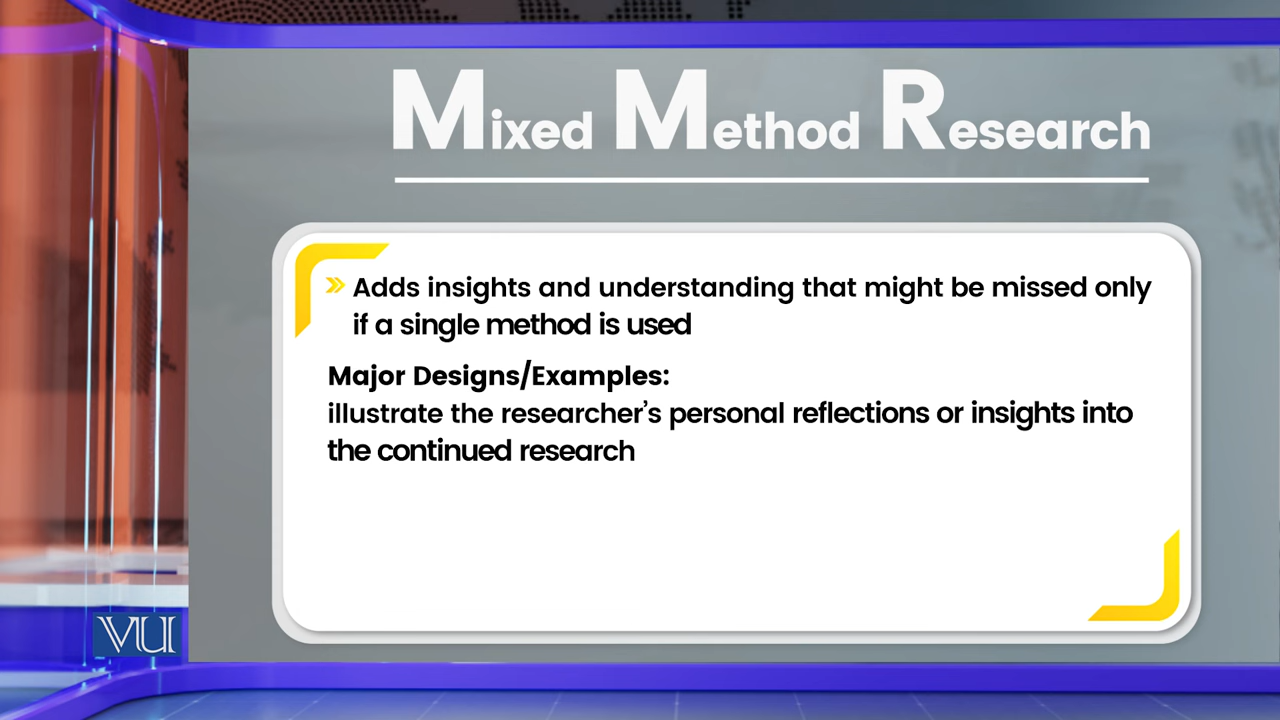 Mixed Method Research
Adds insights and understanding that might be missed only
if a single method is used
Major Designs/Examples:
illustrate the researcher's personal reflections or insights into
the continued research
VU